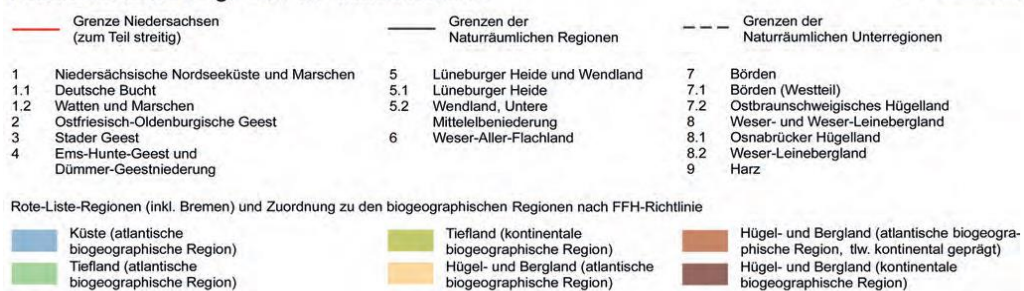 Grenze Niedersachsen
(zum Teil streitig)
Grenzen der
Naturräumlichen Regionen
Grenzen der
Naturräumlichen Unterregionen
1 Niedersächsische Nordseeküste und Marschen
1.1 Deutsche Bucht
1.2 Watten und Marschen
2 Ostfriesisch-Oldenburgische Geest
3 Stader Geest
4 Ems-Hunte-Geest und
Dümmer-Geestniederung
5 Lüneburger Heide und Wendland
5.1 Lüneburger Heide
5.2 Wendland, Untere
Mittelelbeniederung
6 Weser-Aller-Flachland
7 Börden
7.1 Börden (Westteil)
7.2 Ostbraunschweigisches Hügelland
8 Weser- und Weser-Leinebergland
8.1 Osnabrücker Hügelland
8.2 Weser-Leinebergland
9 Harz
Rote-Liste-Regionen (inkl. Bremen) und Zuordnung zu den biogeographischen Regionen nach FFH-Richtlinie
Küste (atlantische
biogeographische Region)
Tiefland (atlantische
biogeographische Region)
Tiefland (kontinentale
biogeographische Region)
Hügel- und Bergland (atlantische
biogeographische Region)
Hügel- und Bergland (atlantische biogeogra-
phische Region, tlw. kontinental geprägt)
Hügel- und Bergland (kontinentale
biogeographische Region)